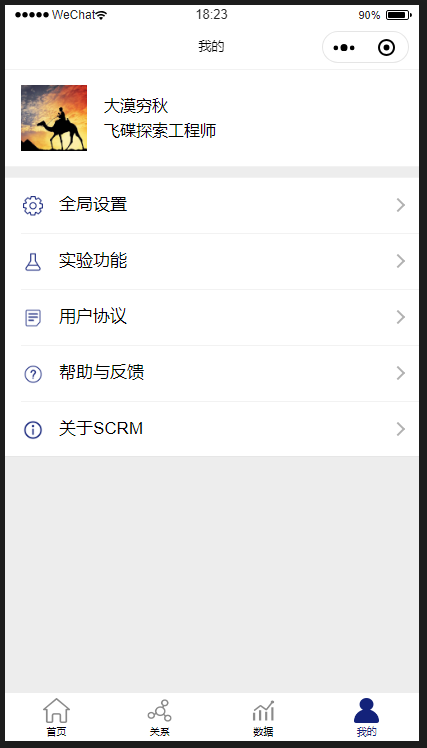 WeChat
18:23
90%
我的
大漠穷秋
飞碟探索工程师
全局设置
实验功能
用户协议
帮助与反馈
关于SCRM
首页
关系
数据
我的